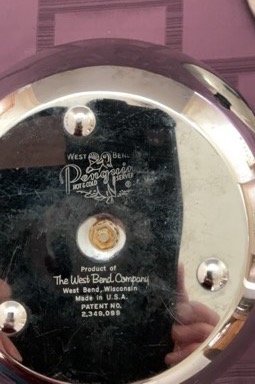 WEST BEND
Penguin
HOT & COLD SERVER
®
Product of
The West Bend Company
West Bend, Wisconsin
Made in U.S.A.
PATENT NO.
2,349,099